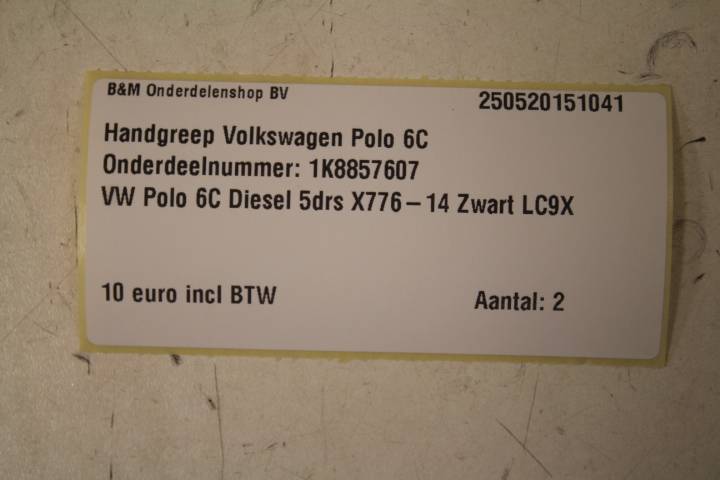 B&M Onderdelenshop BV 250520151041
Handgreep Volkswagen Polo 6C
Onderdeelnummer: 1K8857607
VW Polo 6C Diesel 5drs X776-14 Zwart LC9X
10 euro incl BTW Aantal: 2